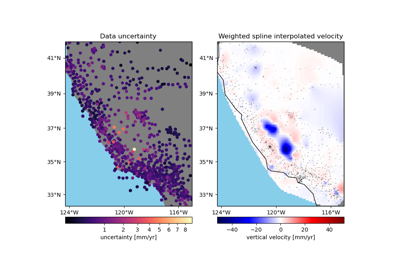 Data uncertainty
Weighted spline interpolated velocity
41°N
39°N
37°N
35°N
33°N
124°W
120°W
116°W
41°N
39°N
37°N
35°N
33°N
124°W
120°W
116°W
1 2 3 4 5 6 7 8
uncertainty [mm/yr]
−40 −20 0 20 40
vertical velocity [mm/yr]